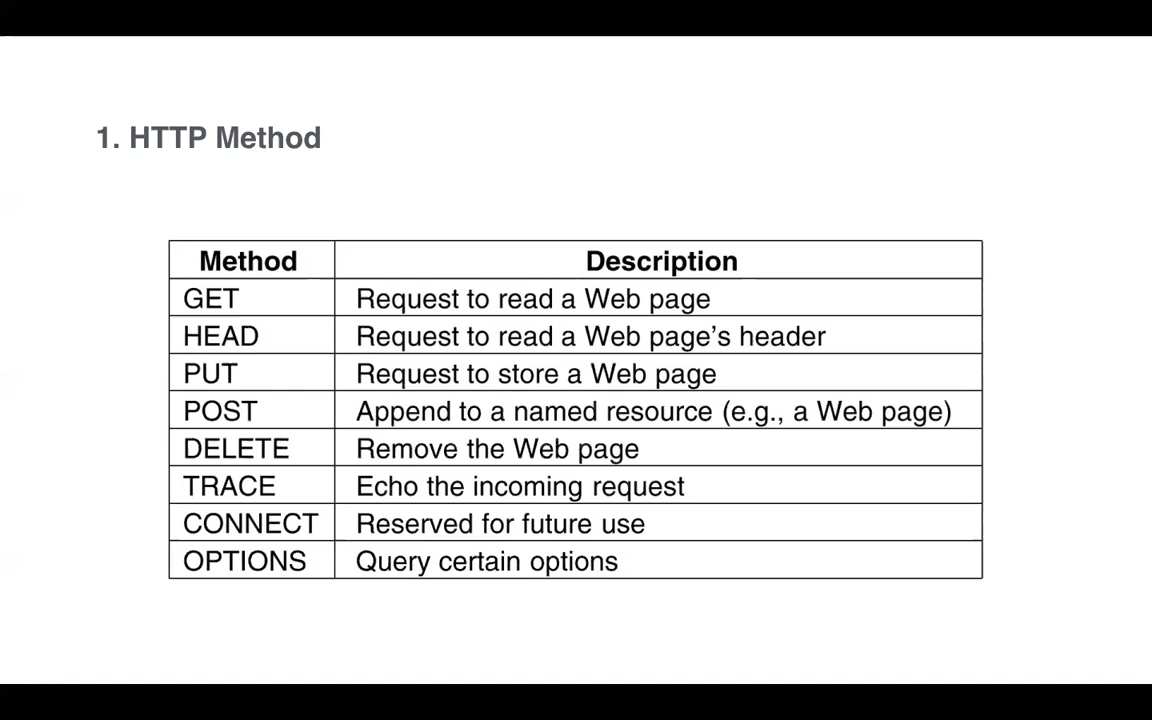 1. HTTP Method
Method Description
GET Request to read a Web page
HEAD Request to read a Web page's header
PUT Request to store a Web page
POST Append to a named resource (e.g., a Web page)
DELETE Remove the Web page
TRACE Echo the incoming request
CONNECT Reserved for future use
OPTIONS Query certain options